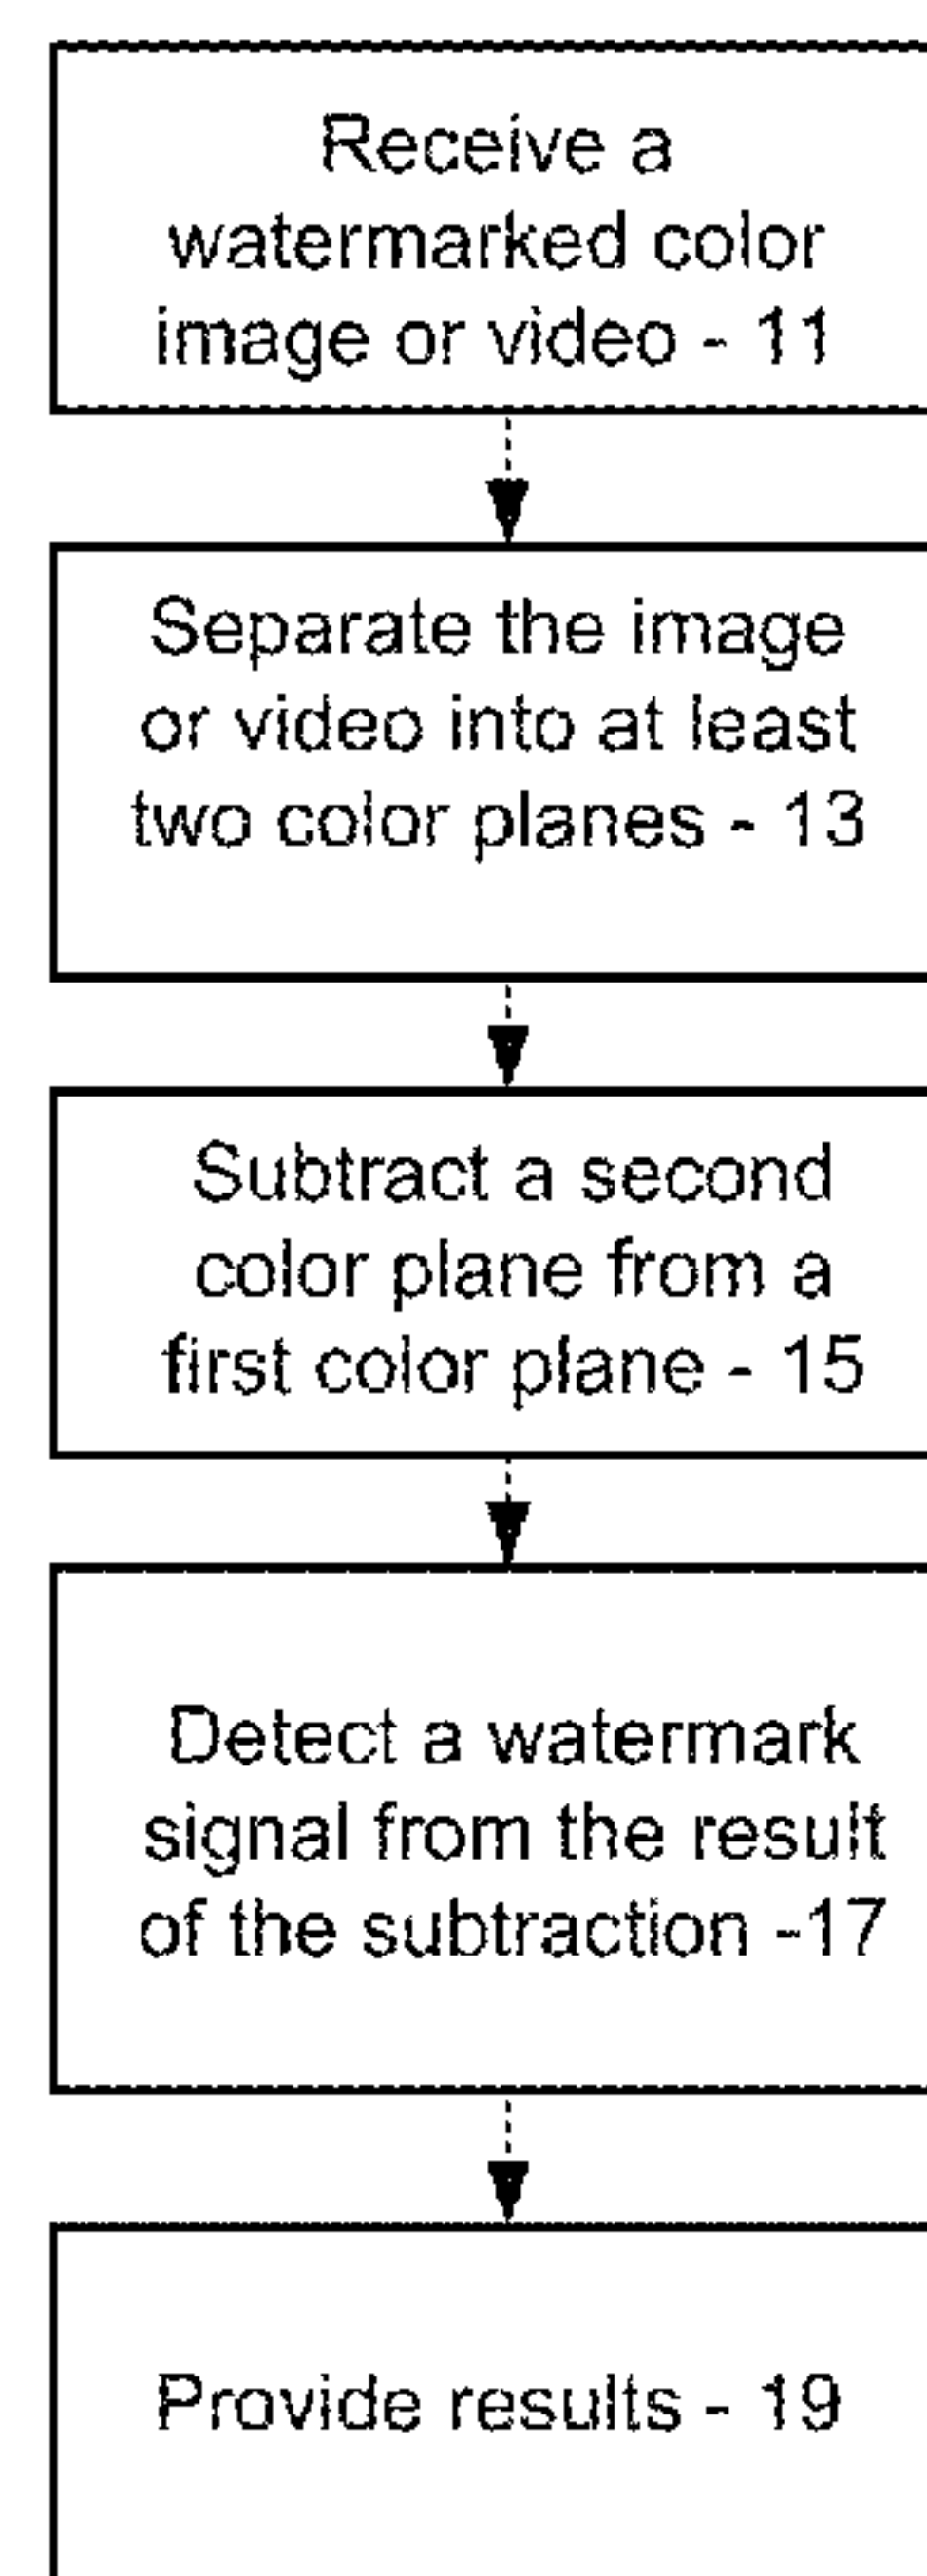 Receive a
watermarked color
image or video - 11
Separate the image
or video into at least
two color planes - 13
Subtract a second
color plane from a
first color plane - 15
Detect a watermark
signal from the result
of the subtraction -17
Provide results - 19